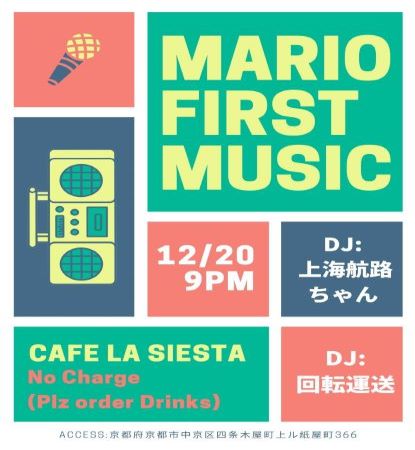 MARIO
FIRST
MUSIC
12/20
9PM
DJ:
上海航路
ちゃん
CAFE LA SIESTA
No Charge
(Plz order Drinks)
DJ:
回転運送
ACCESS:京都府京都市中京区四条木屋町上ル紙屋町366